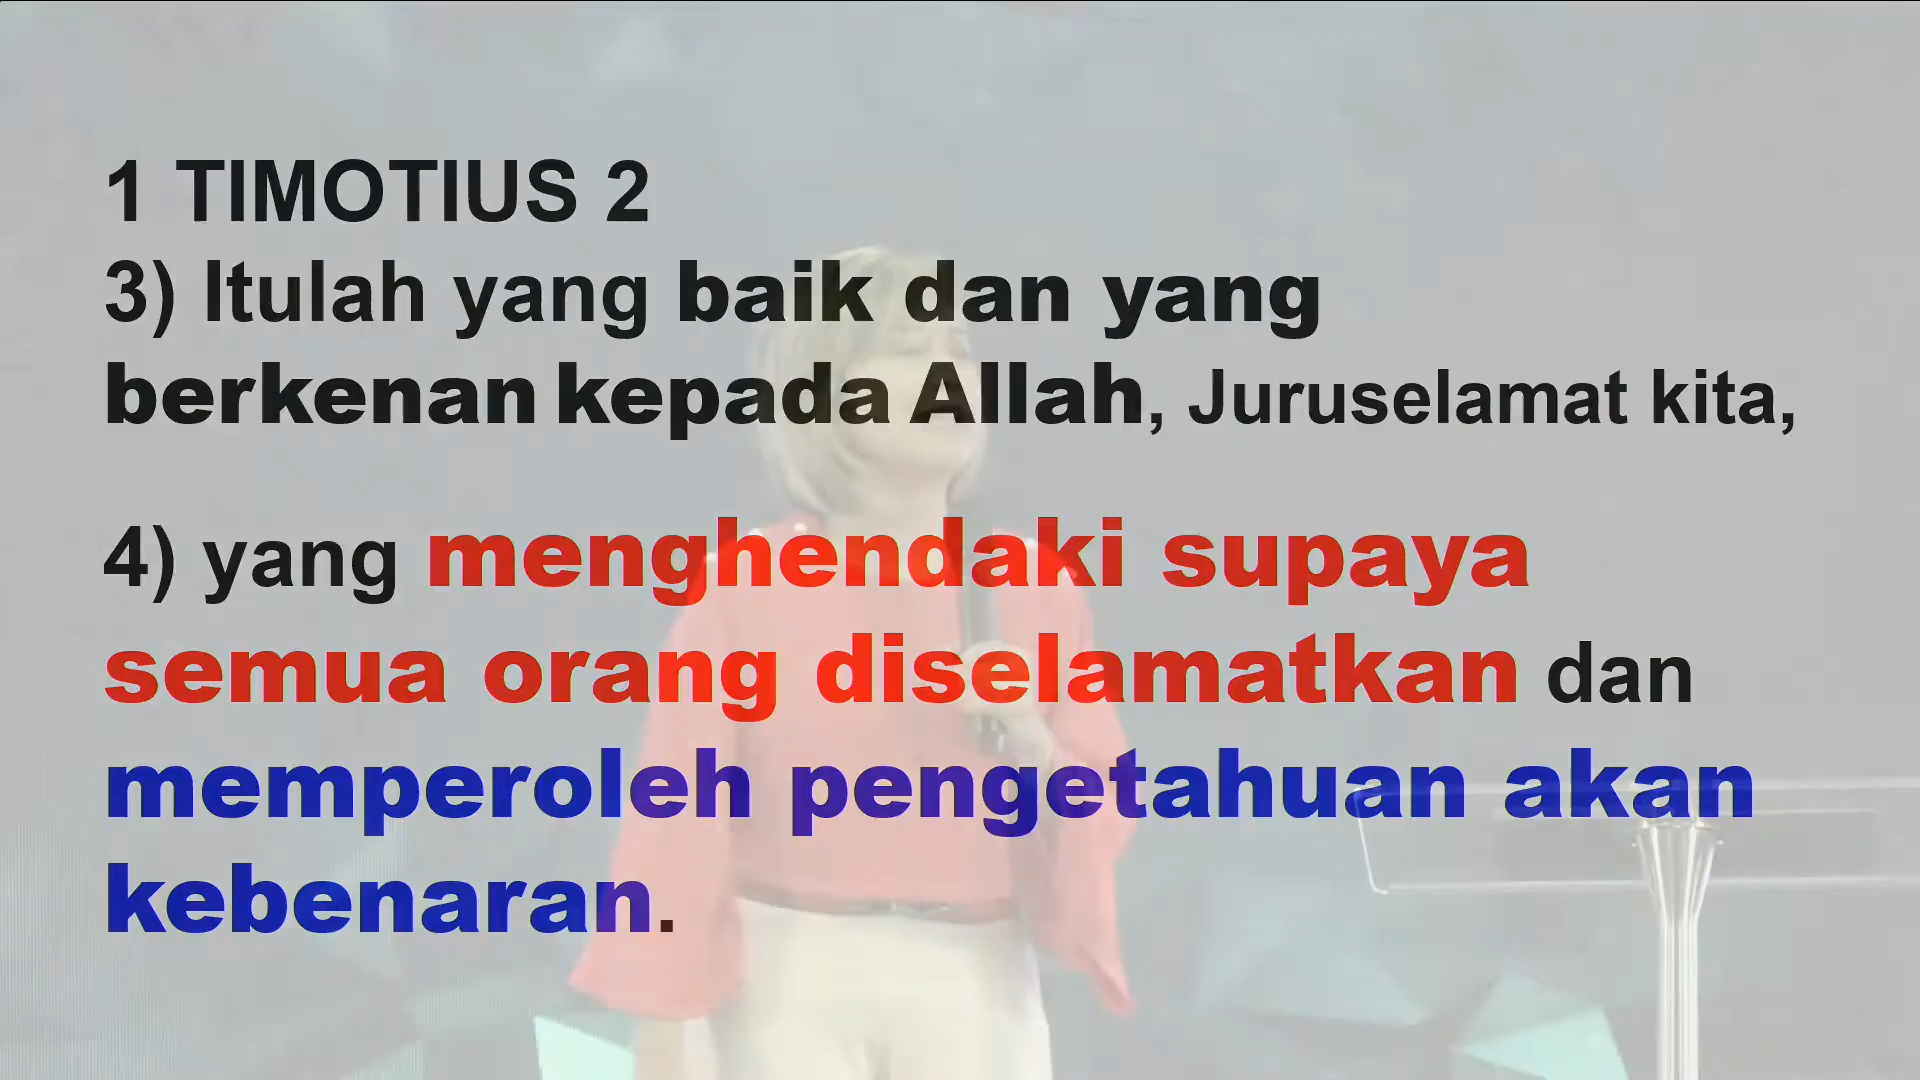 1 TIMOTIUS 2
3) Itulah yang baik dan yang
berkenan kepada Allah, Juruselamat kita,
4) yang menghendaki supaya
semua orang diselamatkan dan
memperoleh pengetahuan akan
kebenaran.